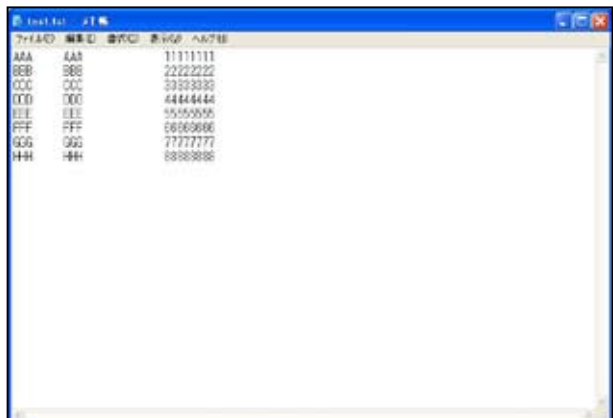 test.txt - メモ帳
ファイル(F) 編集(E) 書式(O) 表示(V) ヘルプ(H)
AAA AAA 11111111
BBB BBB 22222222
CCC CCC 33333333
DDD DDD 44444444
EEE EEE 55555555
FFF FFF 66666666
GGG GGG 77777777
HHH HHH 88888888